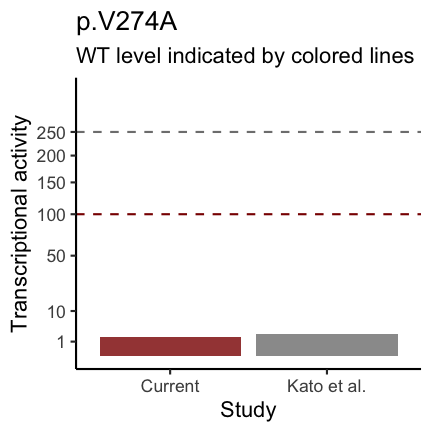 p.V274A
WT level indicated by colored lines
Transcriptional activity
250
200
150
100
50
10
1
Current
Kato et al.
Study